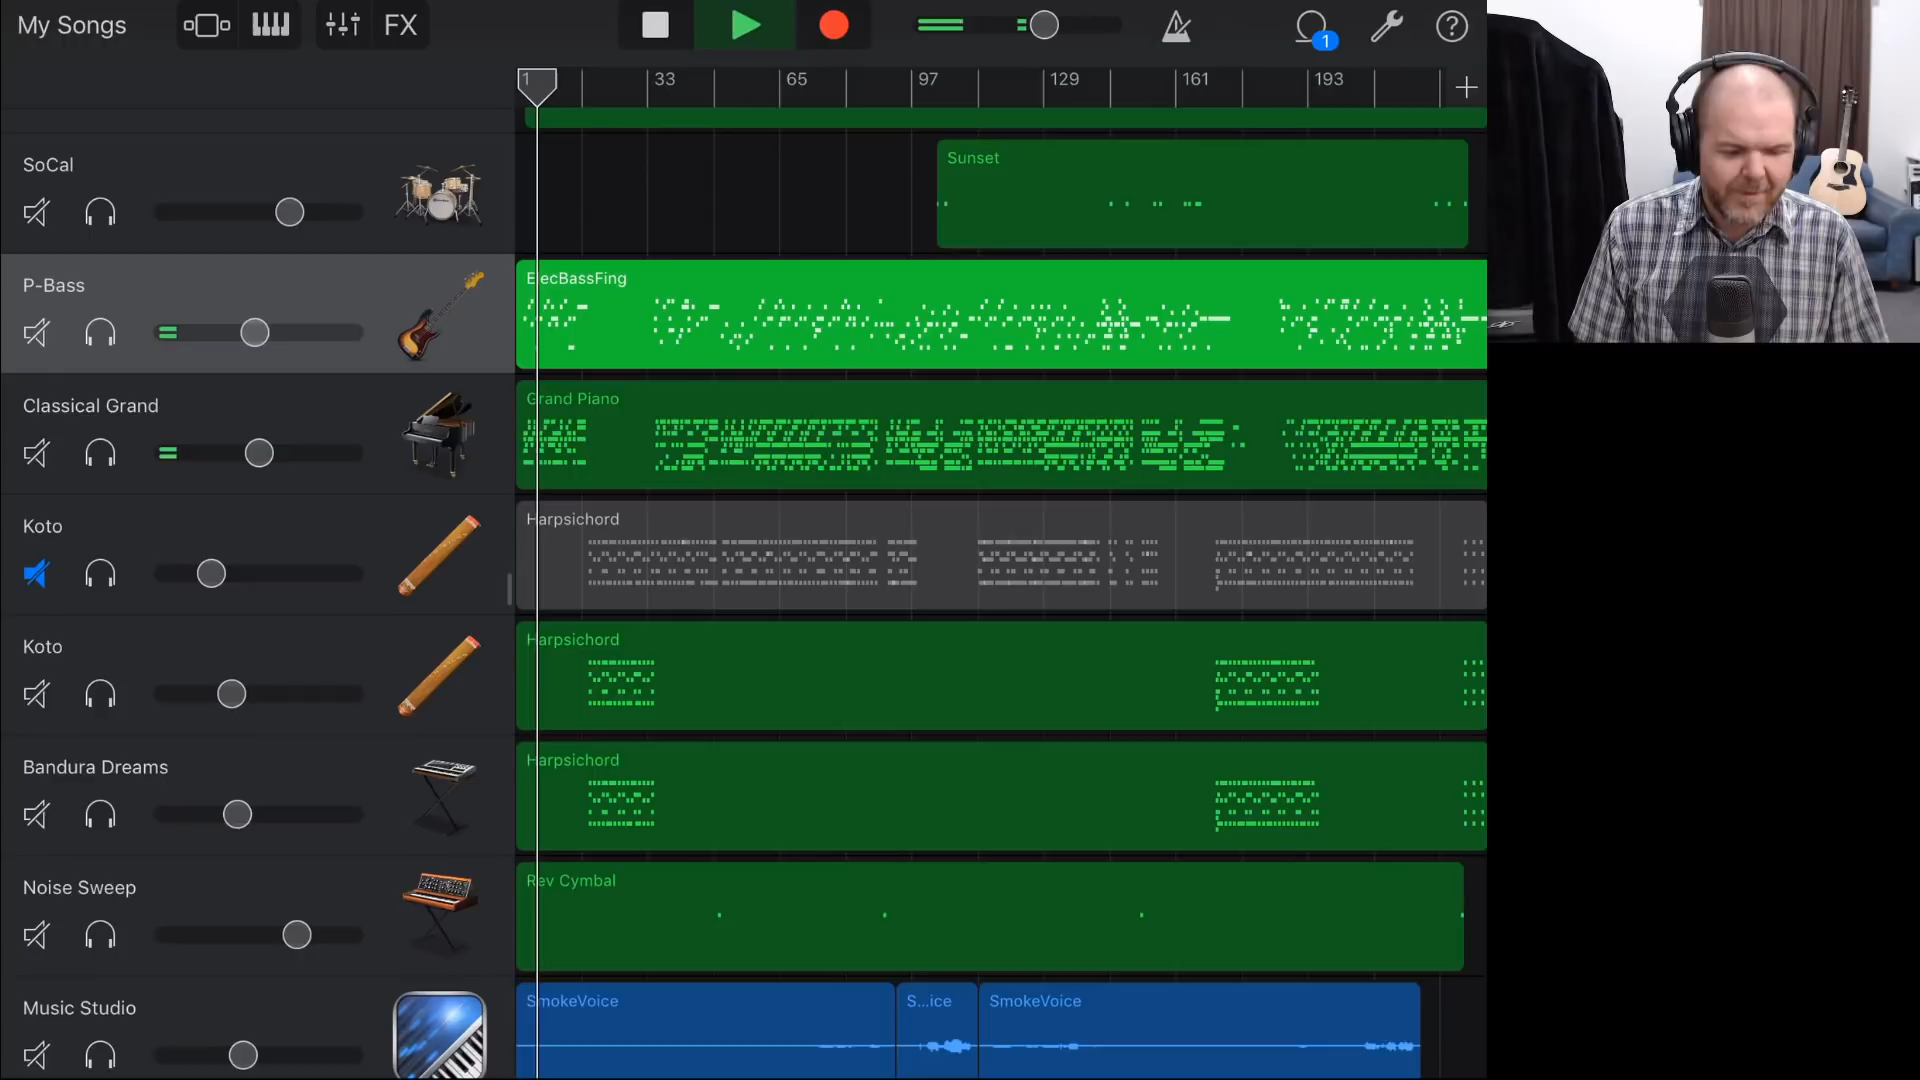 My Songs
FX
1
1
33
65
97
129
161
193
SoCal
Sunset
P-Bass
ElecBassFing
Classical Grand
Grand Piano
Koto
Harpsichord
Koto
Harpsichord
Bandura Dreams
Harpsichord
Noise Sweep
Rev Cymbal
Music Studio
SmokeVoice
S...ice
SmokeVoice